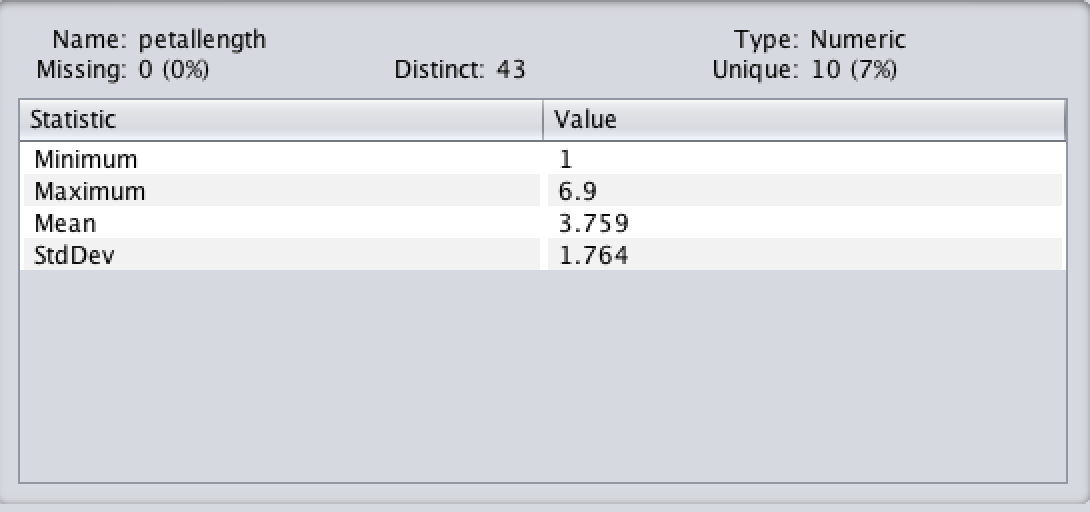 Name: petallength Type: Numeric
Missing: 0 (0%) Distinct: 43 Unique: 10 (7%)
Statistic Value
Minimum 1
Maximum 6.9
Mean 3.759
StdDev 1.764